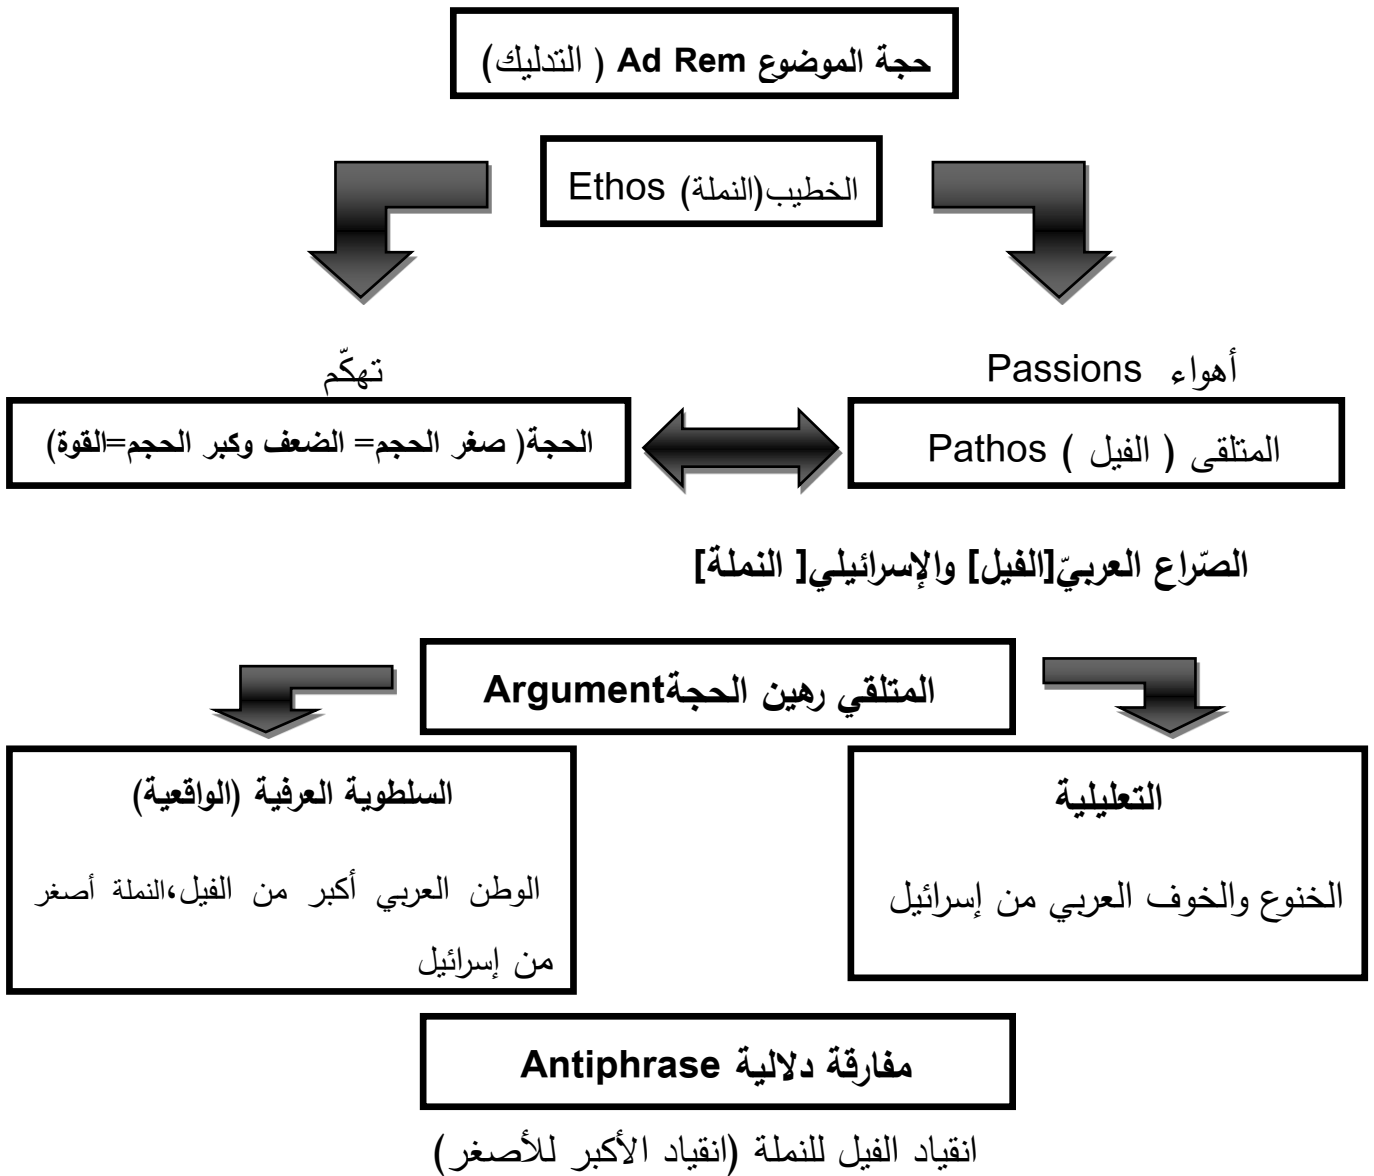 حجة الموضوع Ad Rem ( التدليك)
الخطيب(النملة) Ethos
تهكّم
أهواء Passions
الحجة( صغر الحجم= الضعف وكبر الحجم=القوة)
المتلقى ( الفيل ) Pathos
الصّراع العربيّ[الفيل] والإسرائيلي[ النملة]
المتلقي رهين الحجةArgument
التعليلية
الخنوع والخوف العربي من إسرائيل
السلطوية العرفية (الواقعية)
الوطن العربي أكبر من الفيل،النملة أصغر
من إسرائيل
مفارقة دلالية Antiphrase
انقياد الفيل للنملة (انقياد الأكبر للأصغر)